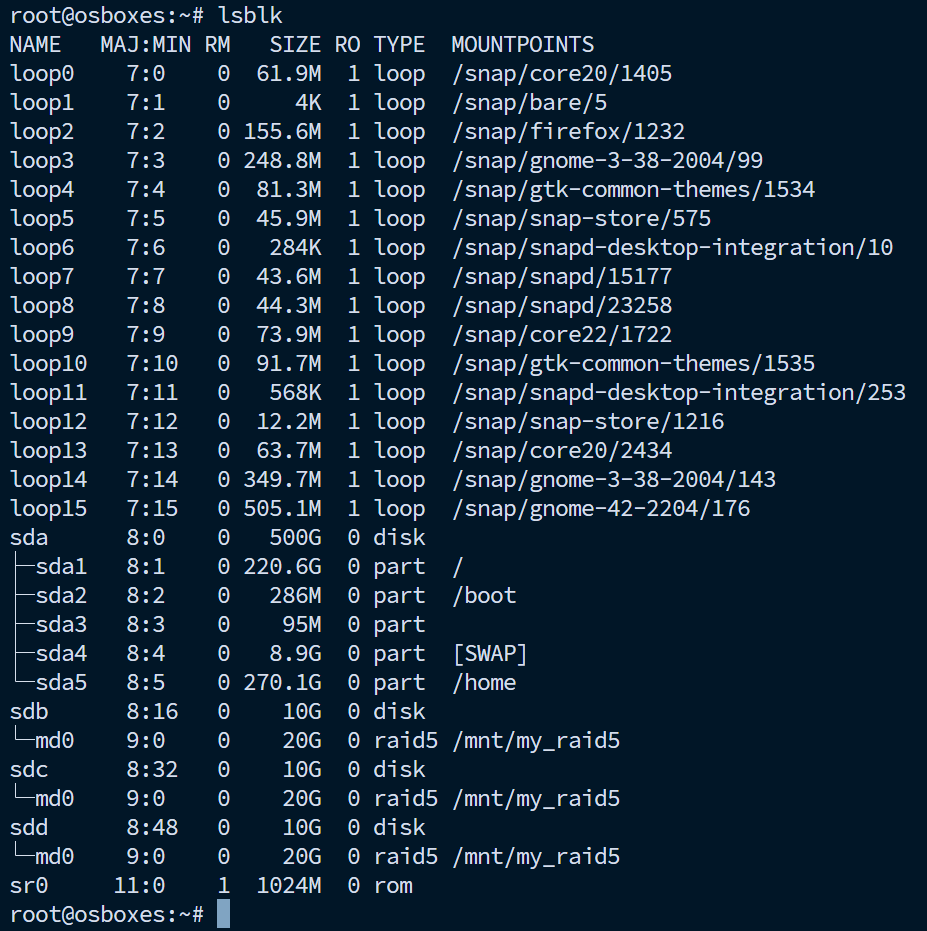 root@osboxes:~# lsblk
NAME   MAJ:MIN RM   SIZE RO TYPE  MOUNTPOINTS
loop0    7:0    0  61.9M  1 loop  /snap/core20/1405
loop1    7:1    0     4K  1 loop  /snap/bare/5
loop2    7:2    0 155.6M  1 loop  /snap/firefox/1232
loop3    7:3    0 248.8M  1 loop  /snap/gnome-3-38-2004/99
loop4    7:4    0  81.3M  1 loop  /snap/gtk-common-themes/1534
loop5    7:5    0  45.9M  1 loop  /snap/snap-store/575
loop6    7:6    0   284K  1 loop  /snap/snapd-desktop-integration/10
loop7    7:7    0  43.6M  1 loop  /snap/snapd/15177
loop8    7:8    0  44.3M  1 loop  /snap/snapd/23258
loop9    7:9    0  73.9M  1 loop  /snap/core22/1722
loop10   7:10   0  91.7M  1 loop  /snap/gtk-common-themes/1535
loop11   7:11   0   568K  1 loop  /snap/snapd-desktop-integration/253
loop12   7:12   0  12.2M  1 loop  /snap/snap-store/1216
loop13   7:13   0  63.7M  1 loop  /snap/core20/2434
loop14   7:14   0 349.7M  1 loop  /snap/gnome-3-38-2004/143
loop15   7:15   0 505.1M  1 loop  /snap/gnome-42-2204/176
sda      8:0    0   500G  0 disk
├─sda1   8:1    0 220.6G  0 part  /
├─sda2   8:2    0   286M  0 part  /boot
├─sda3   8:3    0    95M  0 part
├─sda4   8:4    0   8.9G  0 part  [SWAP]
└─sda5   8:5    0 270.1G  0 part  /home
sdb      8:16   0    10G  0 disk
└─md0    9:0    0    20G  0 raid5 /mnt/my_raid5
sdc      8:32   0    10G  0 disk
└─md0    9:0    0    20G  0 raid5 /mnt/my_raid5
sdd      8:48   0    10G  0 disk
└─md0    9:0    0    20G  0 raid5 /mnt/my_raid5
sr0     11:0    1  1024M  0 rom
root@osboxes:~#